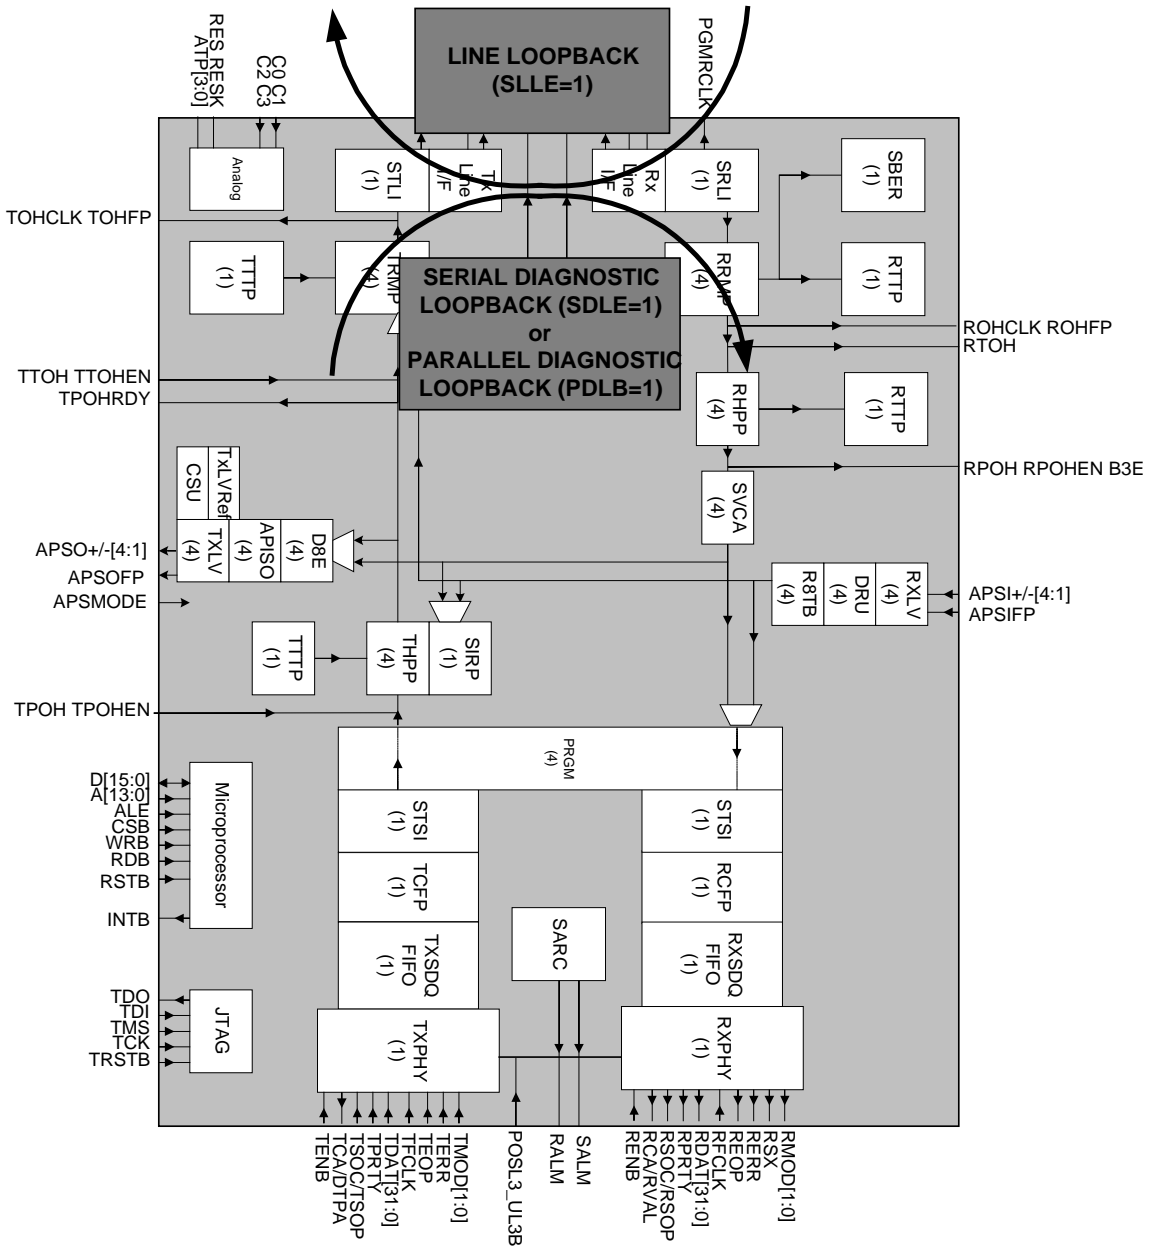 RES RESK
ATP[3:0]
C0 C1
C2 C3
LINE LOOPBACK
(SLLE=1)
PGMRCLK
Analog
STLI
(1)
Tx
Line
I/F
Rx
Line
I/F
SRLI
(1)
SBER
(1)
TOHCLK TOHFP
TTTP
(1)
TRMP
(4)
SERIAL DIAGNOSTIC
LOOPBACK (SDLE=1)
or
PARALLEL DIAGNOSTIC
LOOPBACK (PDLB=1)
RRMP
(4)
RTTP
(1)
ROHCLK ROHFP
RTOH
TTOH TTOHEN
TPOHRDY
RHPP
(4)
RTTP
(1)
RPOH RPOHEN B3E
TxLVRef
CSU
SVCA
(4)
APSO+/-[4:1]
APSOFP
APSMODE
TXLV
(4)
APISO
(4)
D8E
(4)
R8TB
(4)
DRU
(4)
RXLV
(4)
APSI+/-[4:1]
APSIFP
TTTP
(1)
THPP
(4)
SIRP
(1)
TPOH TPOHEN
PRGM
(4)
D[15:0]
A[13:0]
ALE
CSB
WRB
RDB
RSTB
INTB
Microprocessor
STSI
(1)
STSI
(1)
TCFP
(1)
RCFP
(1)
SARC
TXSDQ
FIFO
(1)
RXSDQ
FIFO
(1)
TDO
TDI
TMS
TCK
TRSTB
JTAG
TXPHY
(1)
RXPHY
(1)
TENB
TCA/DTPA
TSOC/TSOP
TPRTY
TDAT[31:0]
TFCLK
TEOP
TERR
TMOD[1:0]
POSL3_UL3B
RALM
SALM
RENB
RCA/RVAL
RSOC/RSOP
RPRTY
RDAT[31:0]
RFCLK
REOP
RERR
RSX
RMOD[1:0]